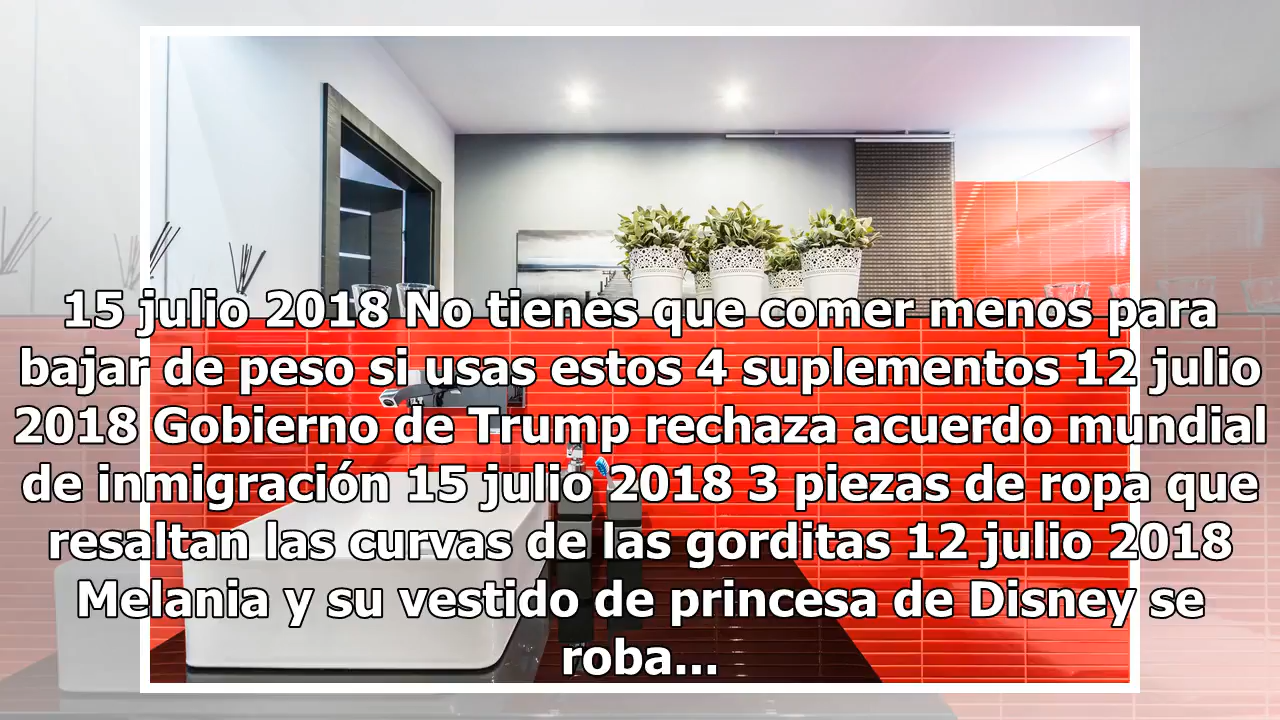 15 julio 2018 No tienes que comer menos para
bajar de peso si usas estos 4 suplementos 12 julio
2018 Gobierno de Trump rechaza acuerdo mundial
de inmigración 15 julio 2018 3 piezas de ropa que
resaltan las curvas de las gorditas 12 julio 2018
Melania y su vestido de princesa de Disney se
roba...